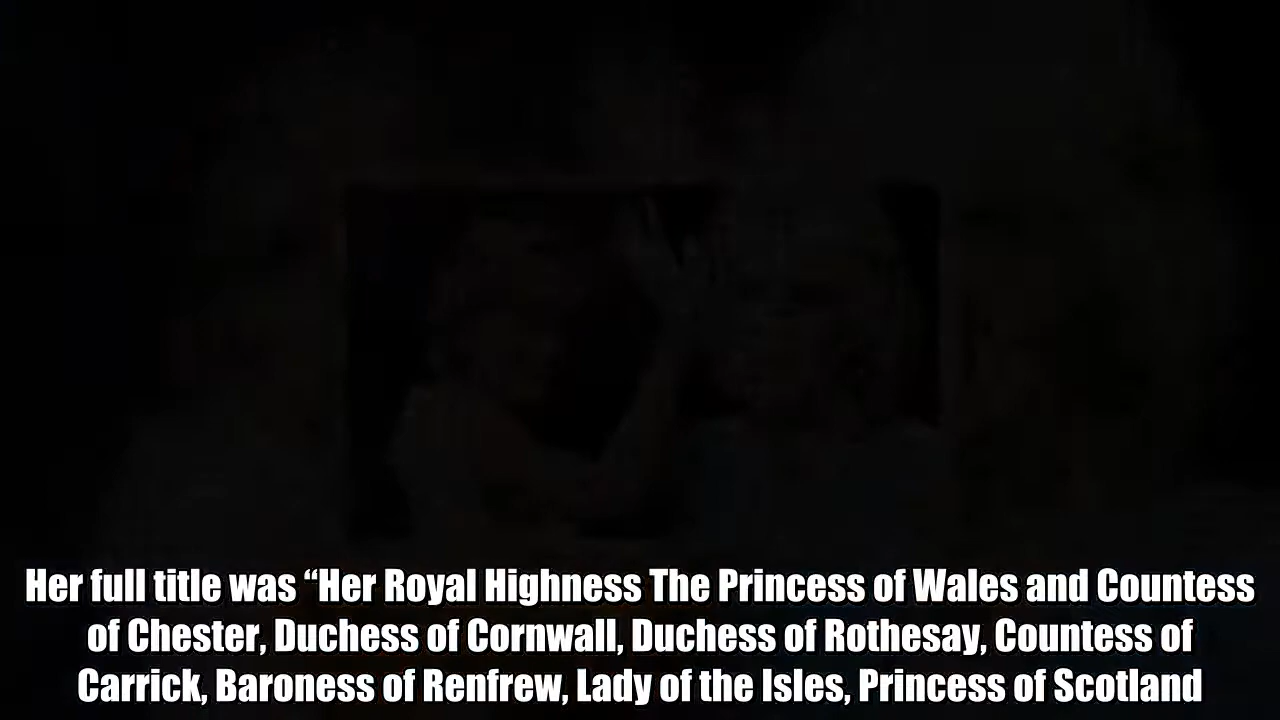 Her full title was “Her Royal Highness The Princess of Wales and Countess
of Chester, Duchess of Cornwall, Duchess of Rothesay, Countess of
Carrick, Baroness of Renfrew, Lady of the Isles, Princess of Scotland